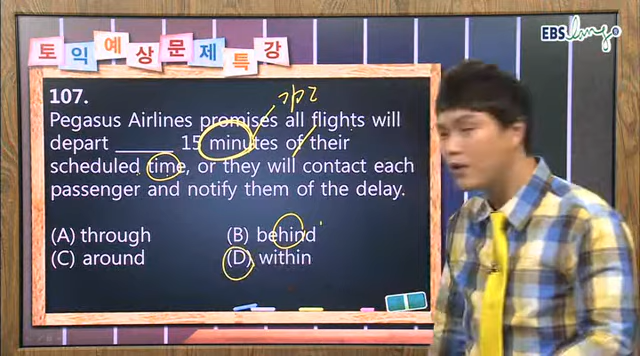 토익예상문제특강
EBSlang
107.
Pegasus Airlines promises all flights will
depart ______ 15 minutes of their
scheduled time, or they will contact each
passenger and notify them of the delay.
(A) through
(B) behind
(C) around
(D) within